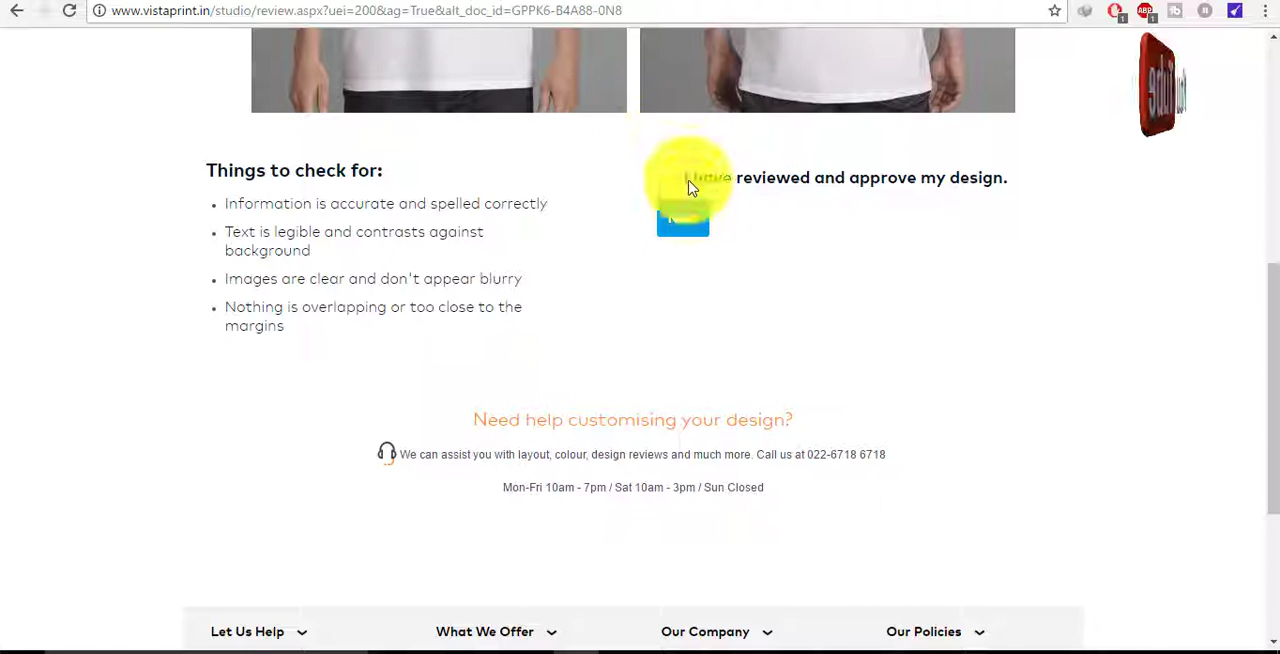 www.vistaprint.in/studio/review.aspx?uei=200&ag=True&alt_doc_id=GPPK6-B4A88-0N8
ABP
1
1
Things to check for:
I have reviewed and approve my design.
• Information is accurate and spelled correctly
• Text is legible and contrasts against
background
• Images are clear and don't appear blurry
• Nothing is overlapping or too close to the
margins
Need help customising your design?
We can assist you with layout, colour, design reviews and much more. Call us at 022-6718 6718
Mon-Fri 10am - 7pm / Sat 10am - 3pm / Sun Closed
Let Us Help
What We Offer
Our Company
Our Policies